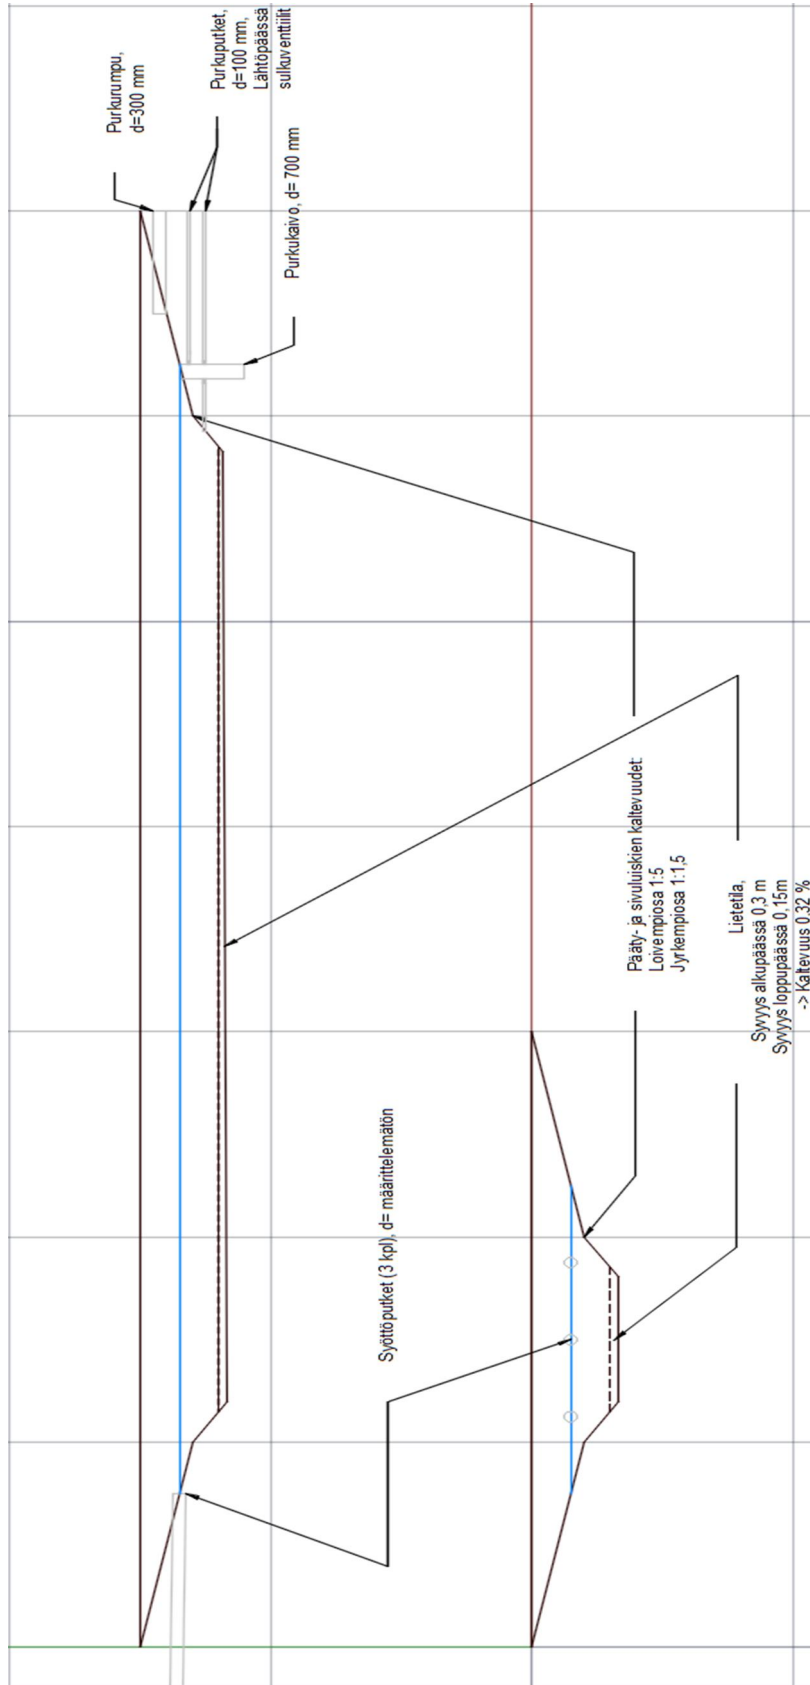 Purkurumpu,
d=300 mm
Purkuputket,
d=100 mm,
Lähtöpäässä
sulkuventtiilit
Purkukaivo, d= 700 mm
Syöttöputket (3 kpl), d= määrittelemätön
Pääty- ja sivuluiskien kaltevuudet:
Loivempiosa 1:5
Jyrkempiosa 1:1,5
Lietetila,
Syvyys alkupäässä 0,3 m
Syvyys loppupäässä 0,15m
-> Kaltevuus 0,32 %